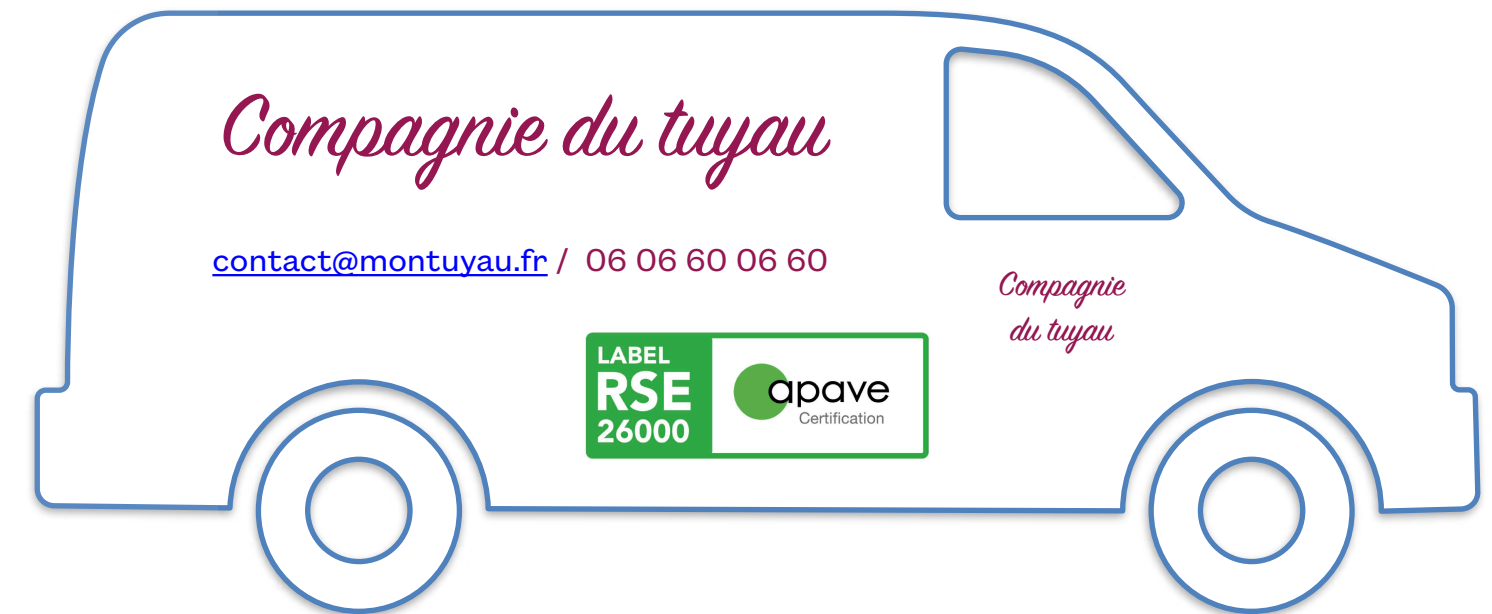 Compagnie du tuyau
contact@montuyau.fr / 06 06 60 06 60
Compagnie
du tuyau
LABEL
RSE
26000
apave
Certification